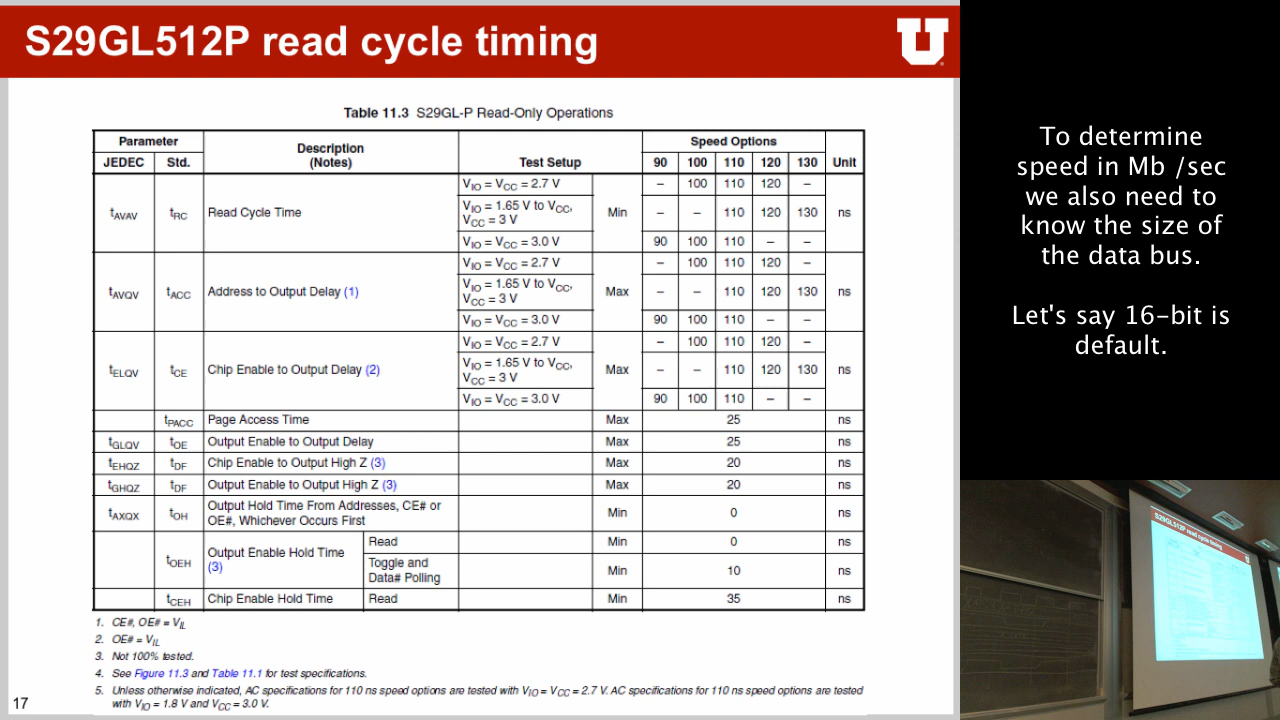 S29GL512P read cycle timing
U
Table 11.3 S29GL-P Read-Only Operations
Parameter Description (Notes) Test Setup Speed Options Unit
JEDEC Std. 90 100 110 120 130
tAVAV tRC Read Cycle Time VIO = VCC = 2.7 V Min – 100 110 120 – ns
VIO = 1.65 V to VCC, VCC = 3 V – – 110 120 130
VIO = VCC = 3.0 V 90 100 110 – –
tAVQV tACC Address to Output Delay (1) VIO = VCC = 2.7 V Max – 100 110 120 – ns
VIO = 1.65 V to VCC, VCC = 3 V – – 110 120 130
VIO = VCC = 3.0 V 90 100 110 – –
tELQV tCE Chip Enable to Output Delay (2) VIO = VCC = 2.7 V Max – 100 110 120 – ns
VIO = 1.65 V to VCC, VCC = 3 V – – 110 120 130
VIO = VCC = 3.0 V 90 100 110 – –
tPACC Page Access Time Max 25 ns
tGLQV tOE Output Enable to Output Delay Max 25 ns
tEHQZ tDF Chip Enable to Output High Z (3) Max 20 ns
tGHQZ tDF Output Enable to Output High Z (3) Max 20 ns
tAXQX tOH Output Hold Time From Addresses, CE# or OE#, Whichever Occurs First Min 0 ns
tOEH Output Enable Hold Time (3) Read Min 0 ns
Toggle and Data# Polling Min 10 ns
tCEH Chip Enable Hold Time Read Min 35 ns
1. CE#, OE# = VIL
2. OE# = VIL
3. Not 100% tested.
4. See Figure 11.3 and Table 11.1 for test specifications.
5. Unless otherwise indicated, AC specifications for 110 ns speed options are tested with VIO = VCC = 2.7 V. AC specifications for 110 ns speed options are tested
with VIO = 1.8 V and VCC = 3.0 V.
17
To determine
speed in Mb /sec
we also need to
know the size of
the data bus.
Let's say 16-bit is
default.
S29GL512P read cycle timing